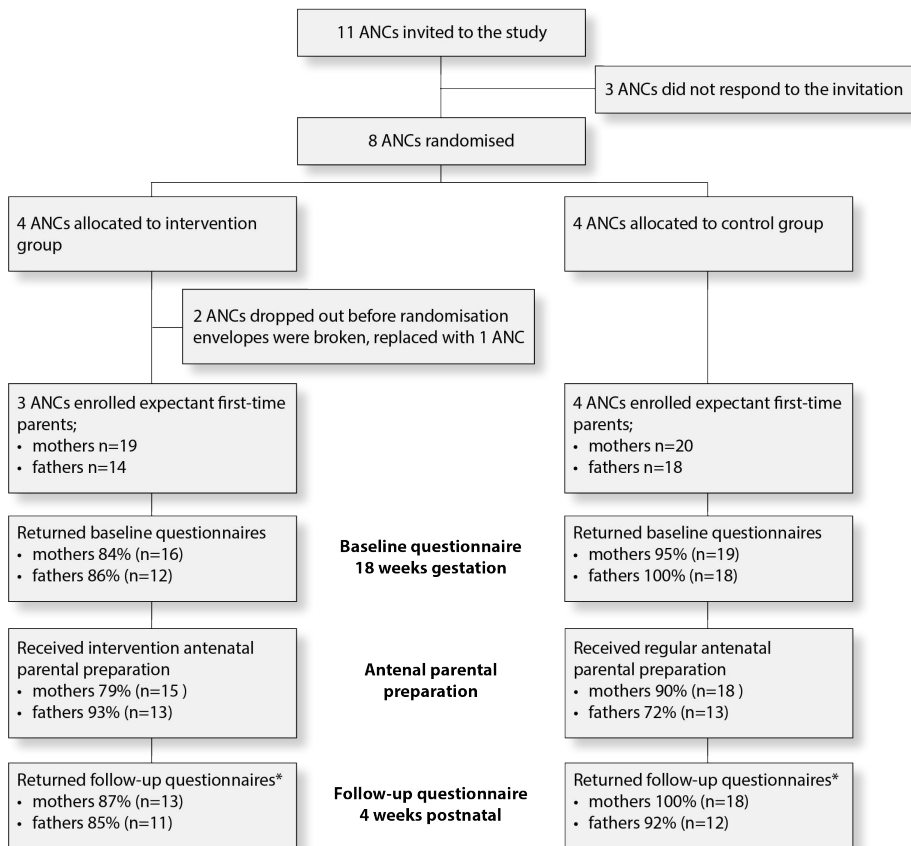 11 ANCs invited to the study
3 ANCs did not respond to the invitation
8 ANCs randomised
4 ANCs allocated to intervention
group
4 ANCs allocated to control group
2 ANCs dropped out before randomisation
envelopes were broken, replaced with 1 ANC
3 ANCs enrolled expectant first-time
parents;
• mothers n=19
• fathers n=14
4 ANCs enrolled expectant first-time
parents;
• mothers n=20
• fathers n=18
Returned baseline questionnaires
• mothers 84% (n=16)
• fathers 86% (n=12)
Baseline questionnaire
18 weeks gestation
Returned baseline questionnaires
• mothers 95% (n=19)
• fathers 100% (n=18)
Received intervention antenatal
parental preparation
• mothers 79% (n=15 )
• fathers 93% (n=13)
Antenal parental
preparation
Received regular antenatal
parental preparation
• mothers 90% (n=18 )
• fathers 72% (n=13)
Returned follow-up questionnaires*
• mothers 87% (n=13)
• fathers 85% (n=11)
Follow-up questionnaire
4 weeks postnatal
Returned follow-up questionnaires*
• mothers 100% (n=18)
• fathers 92% (n=12)